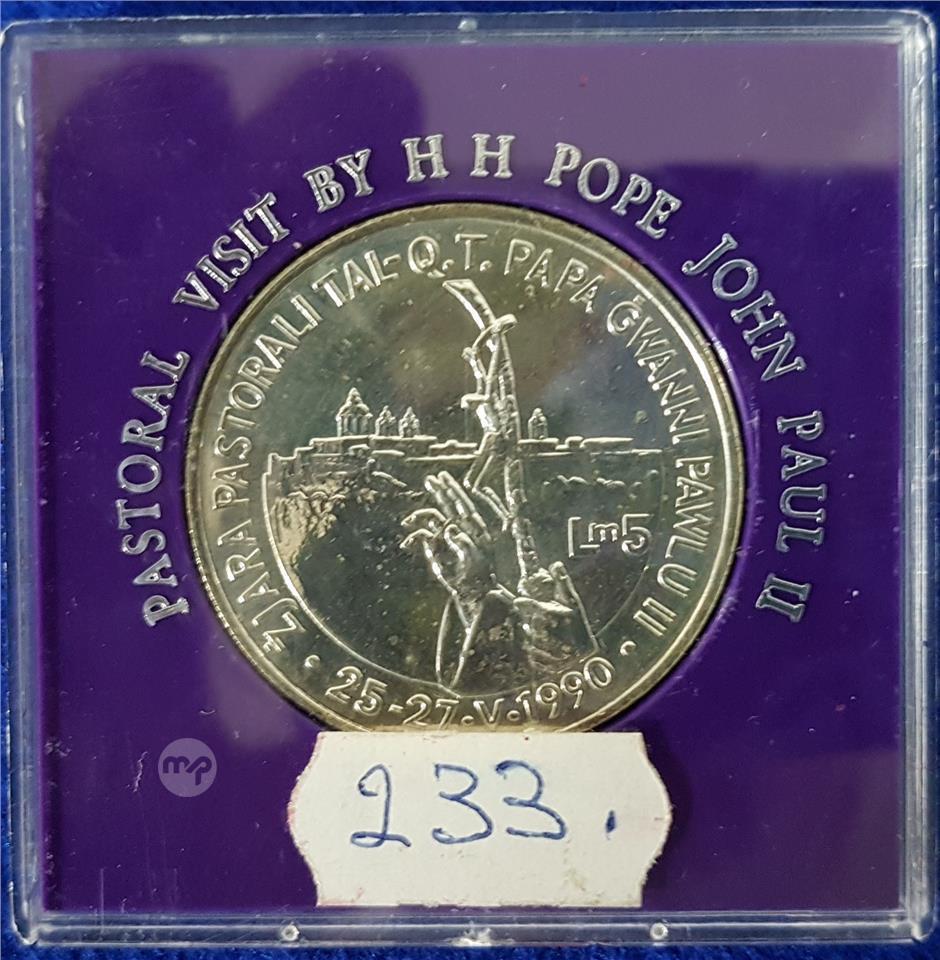 PASTORAL VISIT BY H H POPE JOHN PAUL II
ŻJARA PASTORALI TAL-Q.T. PAPA ĠWANNI PAWLU II
Lm5
· 25-27.V.1990 ·
mp
233.